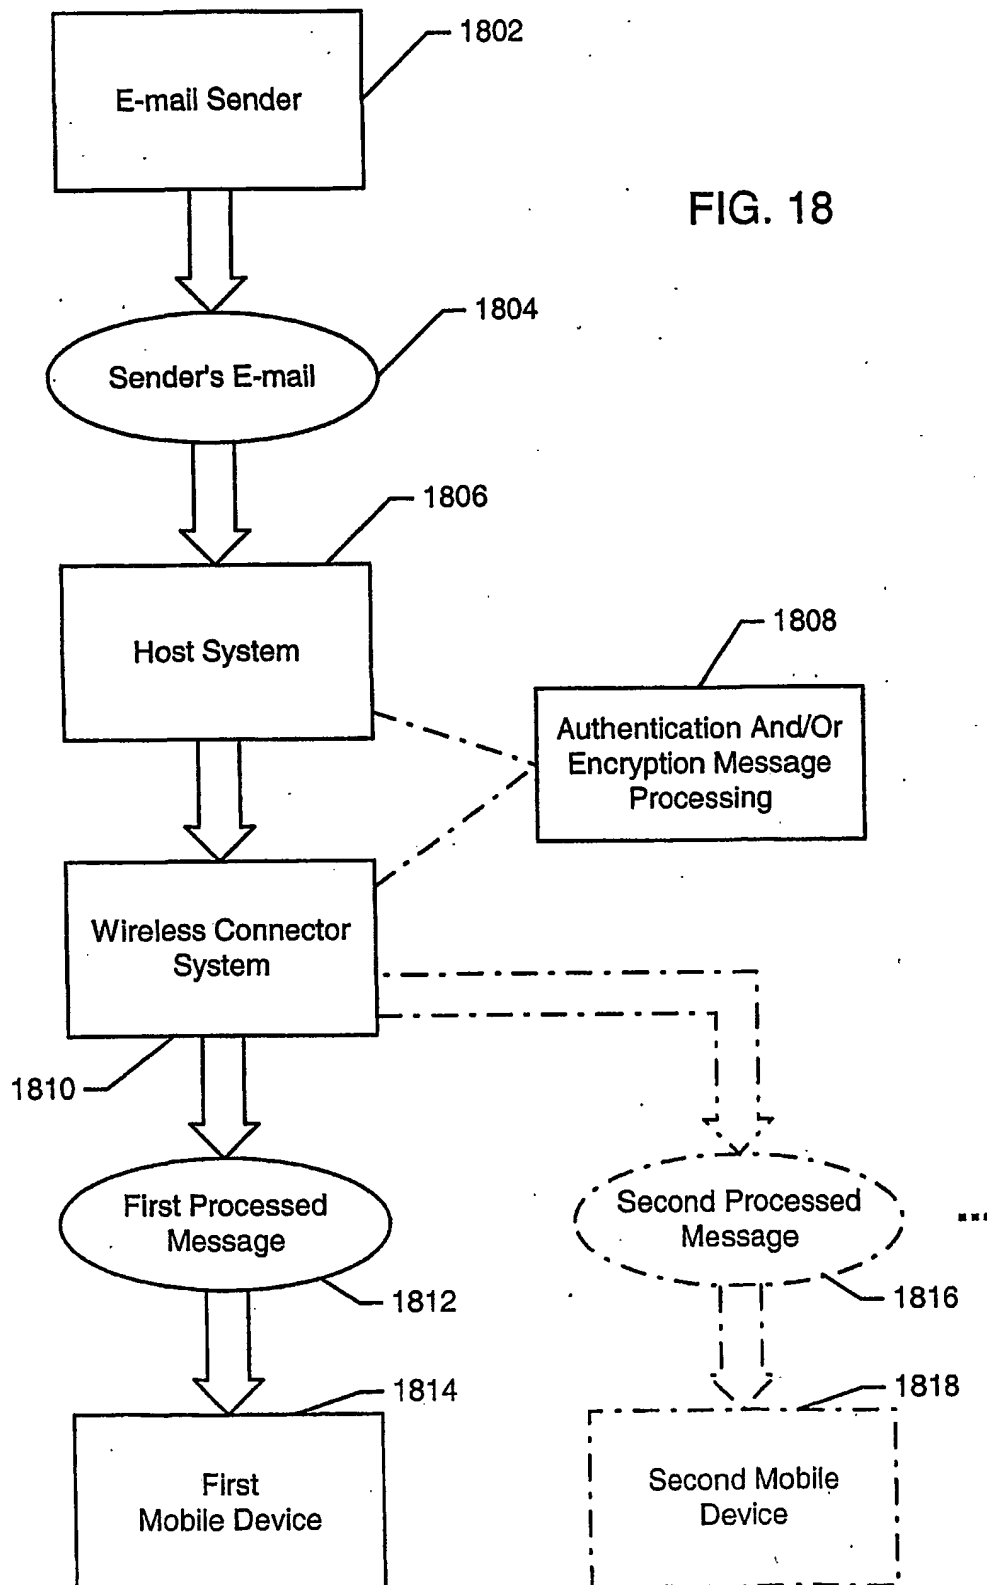 1802
E-mail Sender
FIG. 18
1804
Sender's E-mail
1806
Host System
1808
Authentication And/Or
Encryption Message
Processing
Wireless Connector
System
1810
First Processed
Message
1812
Second Processed
Message
1816
1814
First
Mobile Device
1818
Second Mobile
Device